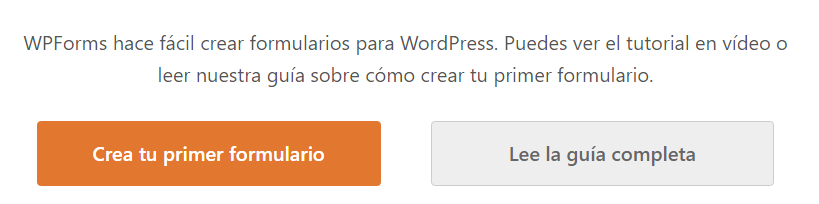 WPForms hace fácil crear formularios para WordPress. Puedes ver el tutorial en vídeo o
leer nuestra guía sobre cómo crear tu primer formulario.
Crea tu primer formulario
Lee la guía completa